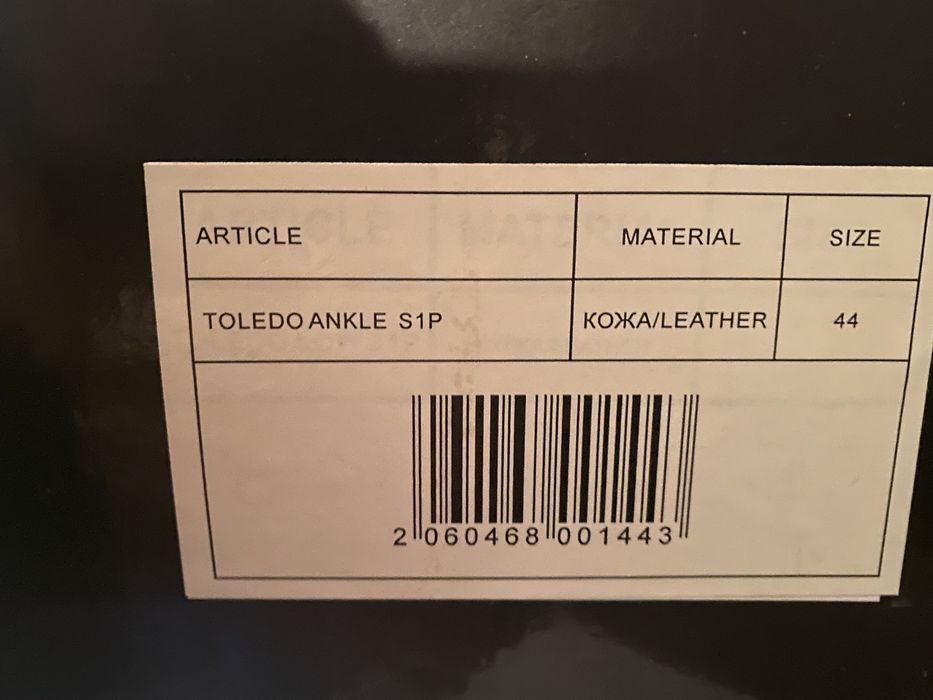 ARTICLE MATERIAL SIZE
TOLEDO ANKLE S1P КОЖА/LEATHER 44
2 060468 001443